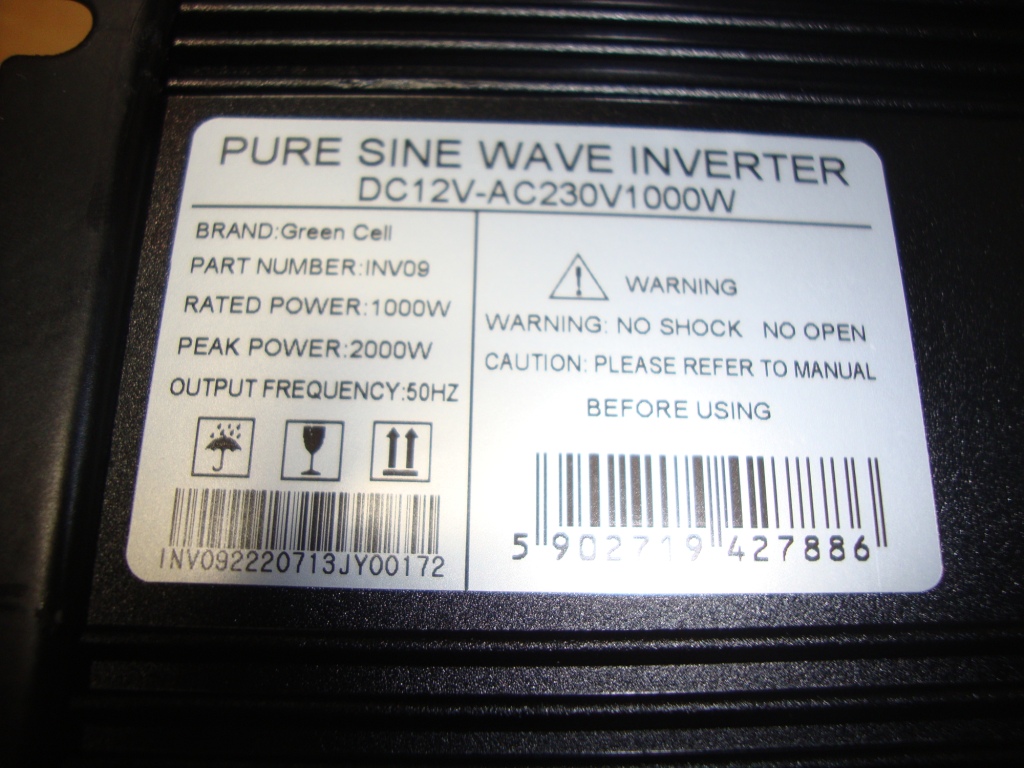 PURE SINE WAVE INVERTER
DC12V-AC230V1000W
BRAND:Green Cell
PART NUMBER:INV09
RATED POWER:1000W
PEAK POWER:2000W
OUTPUT FREQUENCY:50HZ
INV092220713JY00172
WARNING
WARNING: NO SHOCK NO OPEN
CAUTION: PLEASE REFER TO MANUAL
BEFORE USING
5 902719 427886